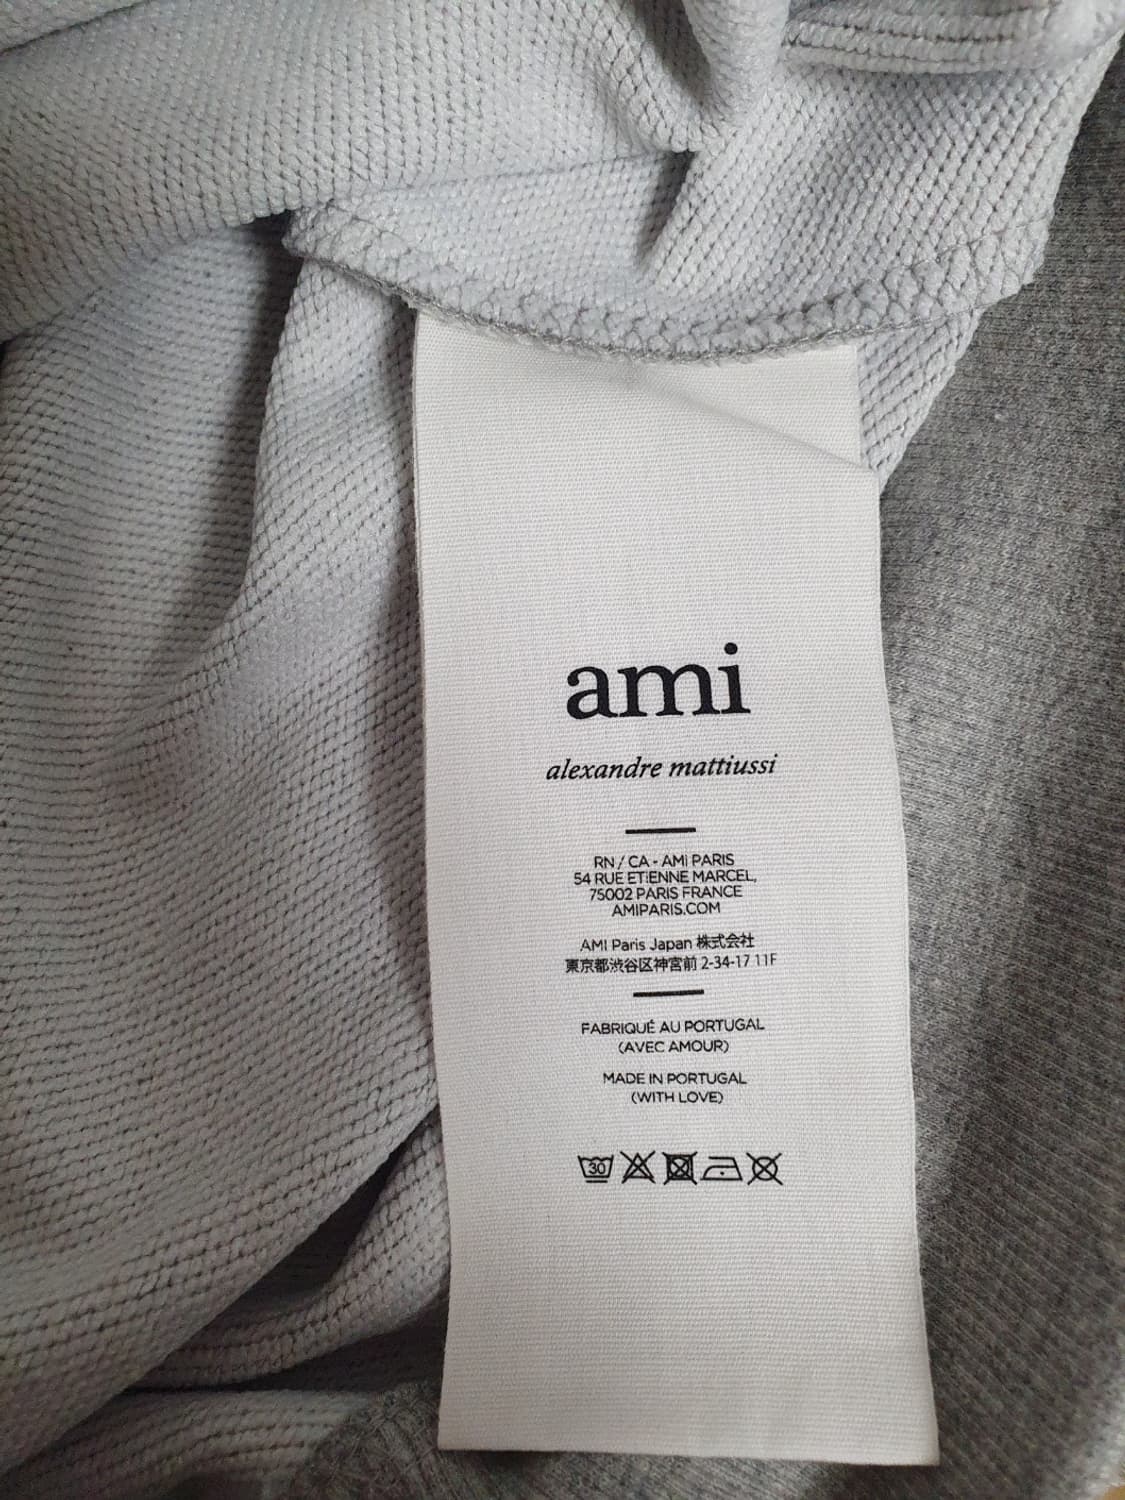 ami
alexandre mattiussi
RN / CA - AMI PARIS
54 RUE ETIENNE MARCEL,
75002 PARIS FRANCE
AMIPARIS.COM
AMI Paris Japan 株式会社
東京都渋谷区神宮前 2-34-17 11F
FABRIQUÉ AU PORTUGAL
(AVEC AMOUR)
MADE IN PORTUGAL
(WITH LOVE)
30